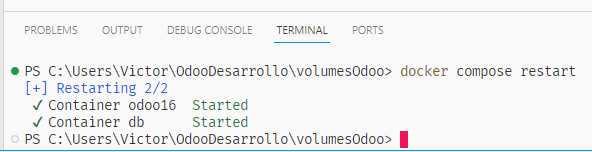 PROBLEMS OUTPUT DEBUG CONSOLE TERMINAL PORTS
PS C:\Users\Victor\OdooDesarrollo\volumesOdoo> docker compose restart
[+] Restarting 2/2
✓ Container odoo16 Started
✓ Container db Started
PS C:\Users\Victor\OdooDesarrollo\volumesOdoo>